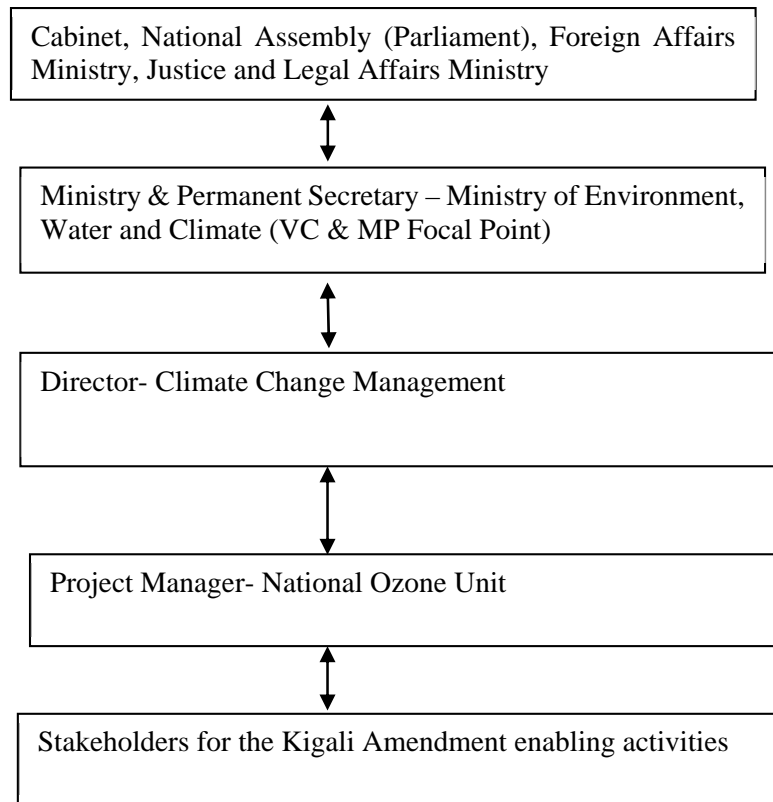 Cabinet, National Assembly (Parliament), Foreign Affairs
Ministry, Justice and Legal Affairs Ministry
Ministry & Permanent Secretary – Ministry of Environment,
Water and Climate (VC & MP Focal Point)
Director- Climate Change Management
Project Manager- National Ozone Unit
Stakeholders for the Kigali Amendment enabling activities